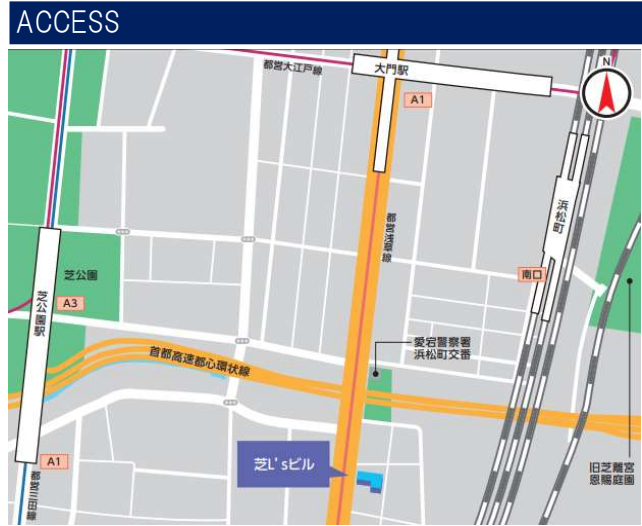 ACCESS
都営大江戸線
大門駅
N
A1
都営浅草線
浜松町
南口
芝公園
A3
芝公園駅
愛宕警察署
浜松町交番
首都高速都心環状線
芝L'sビル
A1
都営三田線
旧芝離宮
恩賜庭園